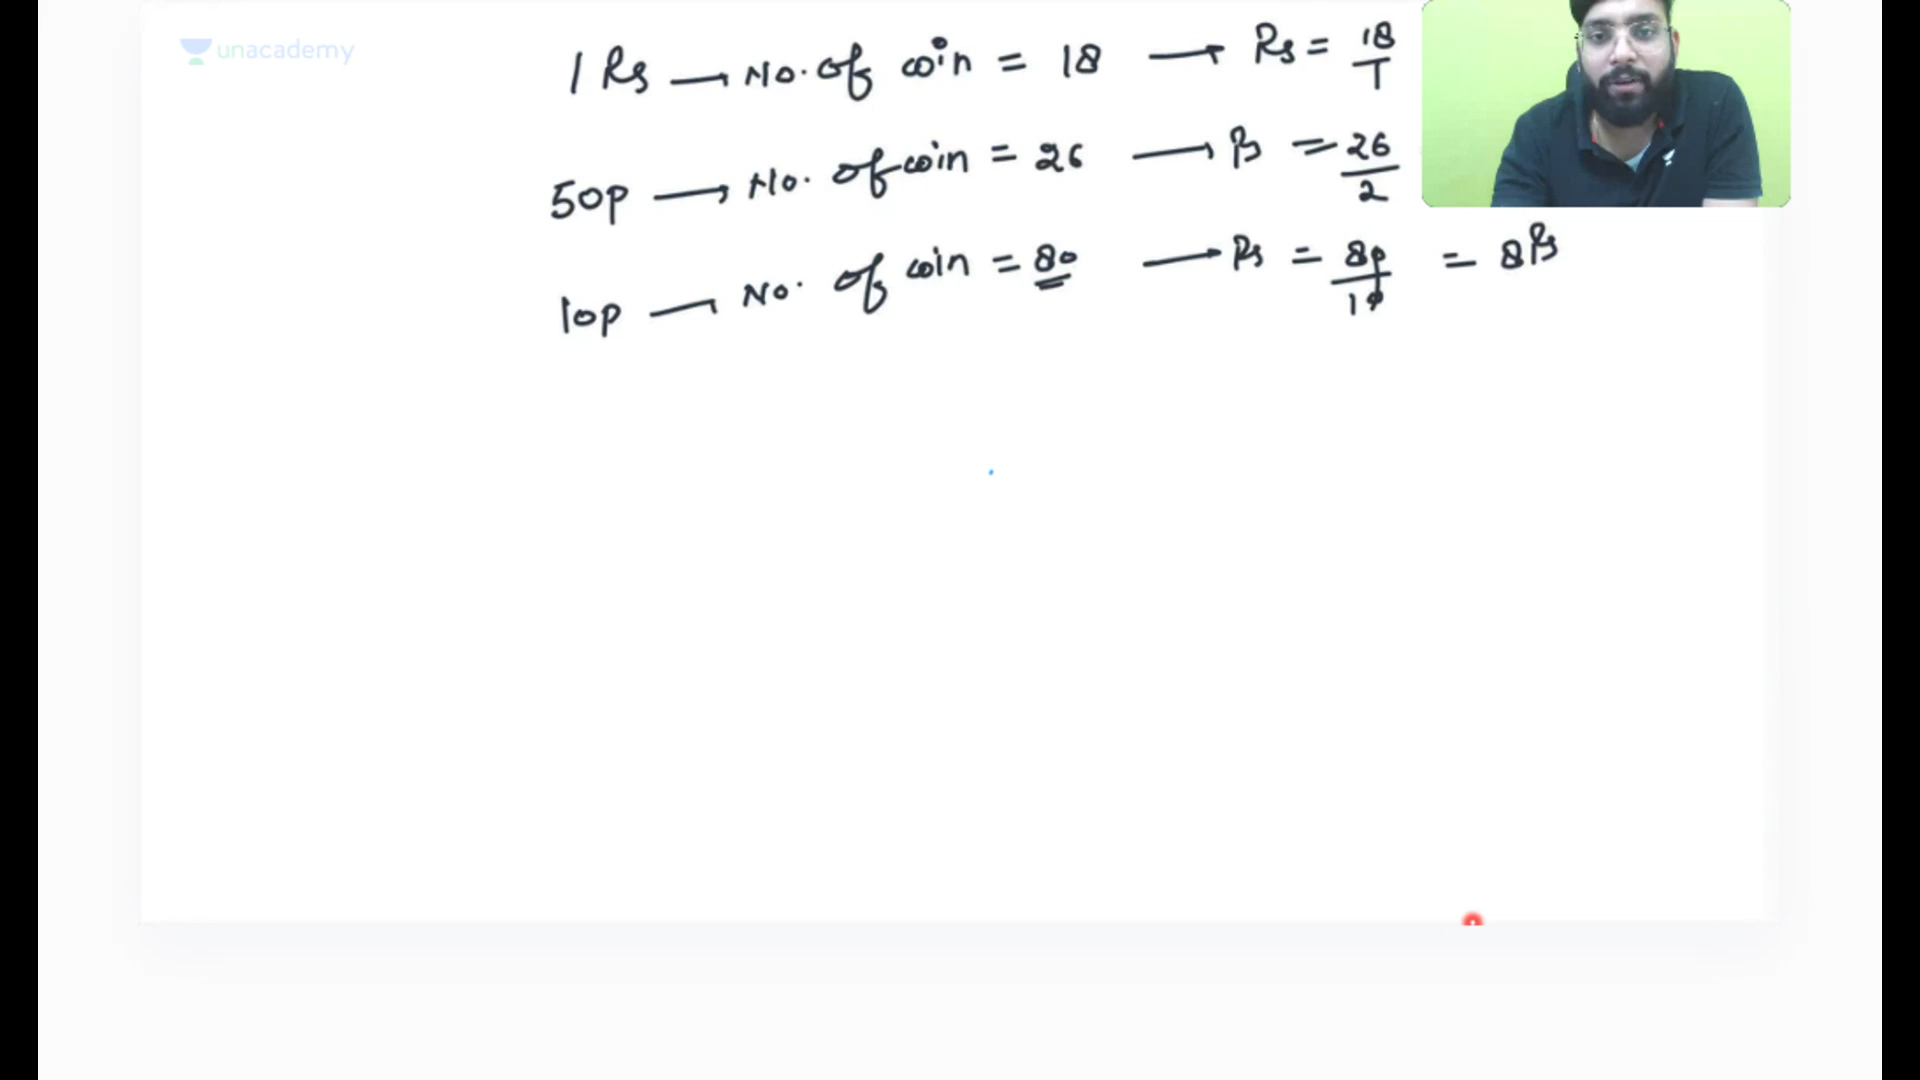 unacademy
1 Rs → No. of coin = 18 → Rs = 18/1
50p → No. of coin = 26 → Rs = 26/2
10p → No. of coin = 80 → Rs = 80/10 = 8 Rs